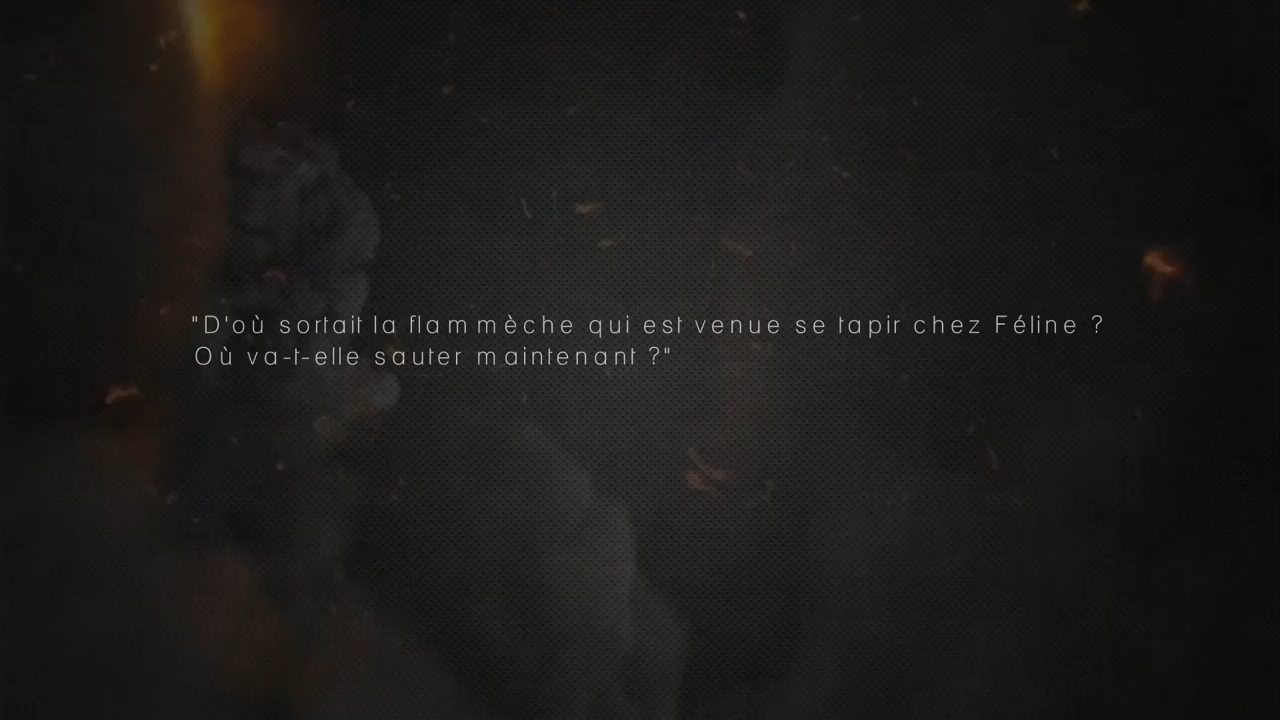 "D'où sortait la flammèche qui est venue se tapir chez Féline ?
Où va-t-elle sauter maintenant ?"